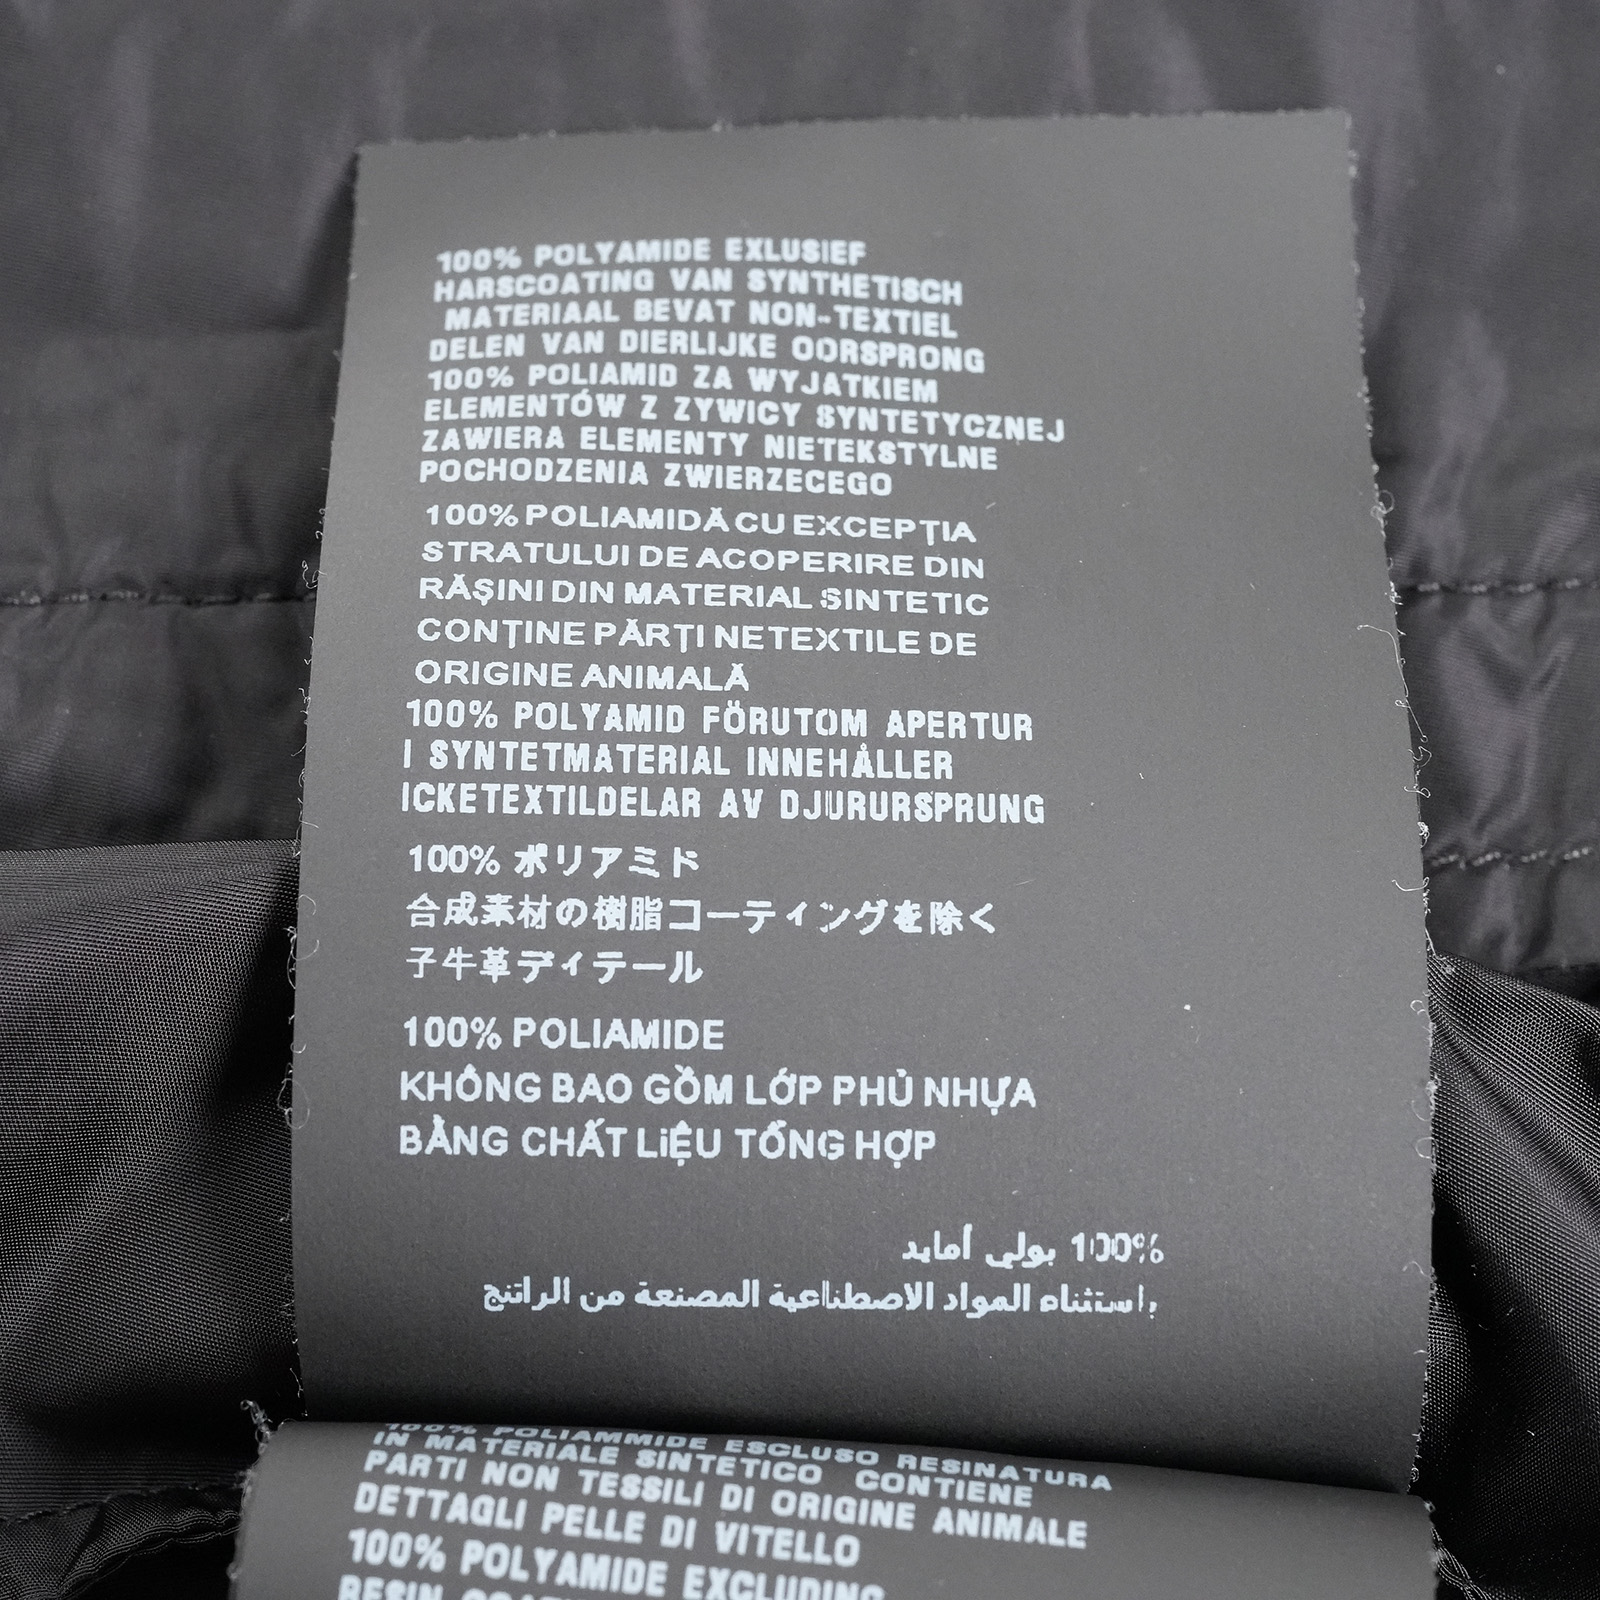 100% POLYAMIDE EXLUSIEF
HARSCOATING VAN SYNTHETISCH
MATERIAAL BEVAT NON-TEXTIEL
DELEN VAN DIERLIJKE OORSPRONG
100% POLIAMID ZA WYJATKIEM
ELEMENTÓW Z ZYWICY SYNTETYCZNEJ
ZAWIERA ELEMENTY NIETEKSTYLNE
POCHODZENIA ZWIERZECEGO
100% POLIAMIDĂ CU EXCEPȚIA
STRATULUI DE ACOPERIRE DIN
RĂȘINI DIN MATERIAL SINTETIC
CONȚINE PĂRȚI NETEXTILE DE
ORIGINE ANIMALĂ
100% POLYAMID FÖRUTOM APERTUR
I SYNTETMATERIAL INNEHÅLLER
ICKETEXTILDELAR AV DJURURSPRUNG
100% ポリアミド
合成素材の樹脂コーティングを除く
子牛革ディテール
100% POLIAMIDE
KHÔNG BAO GỒM LỚP PHỦ NHỰA
BẰNG CHẤT LiỆU TỔNG HỢP
100% بولي أمايد
باستثناء المواد الاصطناعية المصنعة من الراتنج
100% POLIAMMIDE ESCLUSO RESINATURA
IN MATERIALE SINTETICO CONTIENE
PARTI NON TESSILI DI ORIGINE ANIMALE
DETTAGLI PELLE DI VITELLO
100% POLYAMIDE EXCLUDING
RESIN